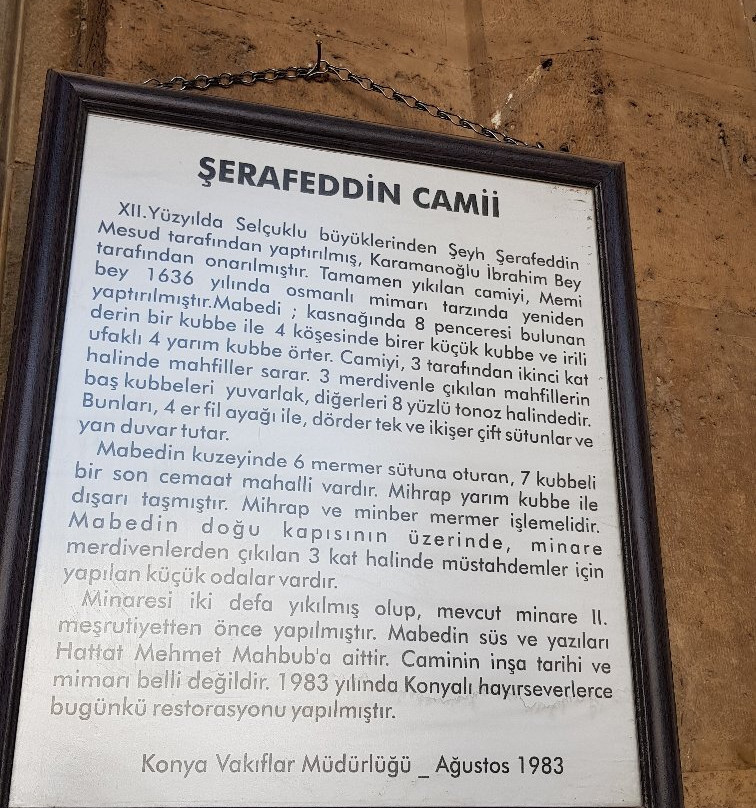 ŞERAFEDDİN CAMİİ
XII.Yüzyılda Selçuklu büyüklerinden Şeyh Şerafeddin
Mesud tarafından yaptırılmış, Karamanoğlu İbrahim Bey
tarafından onarılmıştır. Tamamen yıkılan camiyi, Memi
bey 1636 yılında osmanlı mimarı tarzında yeniden
yaptırılmıştır.Mabedi ; kasnağında 8 penceresi bulunan
derin bir kubbe ile 4 köşesinde birer küçük kubbe ve irili
ufaklı 4 yarım kubbe örter. Camiyi, 3 tarafından ikinci kat
halinde mahfiller sarar. 3 merdivenle çıkılan mahfillerin
baş kubbeleri yuvarlak, diğerleri 8 yüzlü tonoz halindedir.
Bunları, 4 er fil ayağı ile, dörder tek ve ikişer çift sütunlar ve
yan duvar tutar.
Mabedin kuzeyinde 6 mermer sütuna oturan, 7 kubbeli
bir son cemaat mahalli vardır. Mihrap yarım kubbe ile
dışarı taşmıştır. Mihrap ve minber mermer işlemelidir.
Mabedin doğu kapısının üzerinde, minare
merdivenlerden çıkılan 3 kat halinde müstahdemler için
yapılan küçük odalar vardır.
Minaresi iki defa yıkılmış olup, mevcut minare II.
meşrutiyetten önce yapılmıştır. Mabedin süs ve yazıları
Hattat Mehmet Mahbub'a aittir. Caminin inşa tarihi ve
mimarı belli değildir. 1983 yılında Konyalı hayırseverlerce
bugünkü restorasyonu yapılmıştır.
Konya Vakıflar Müdürlüğü _ Ağustos 1983